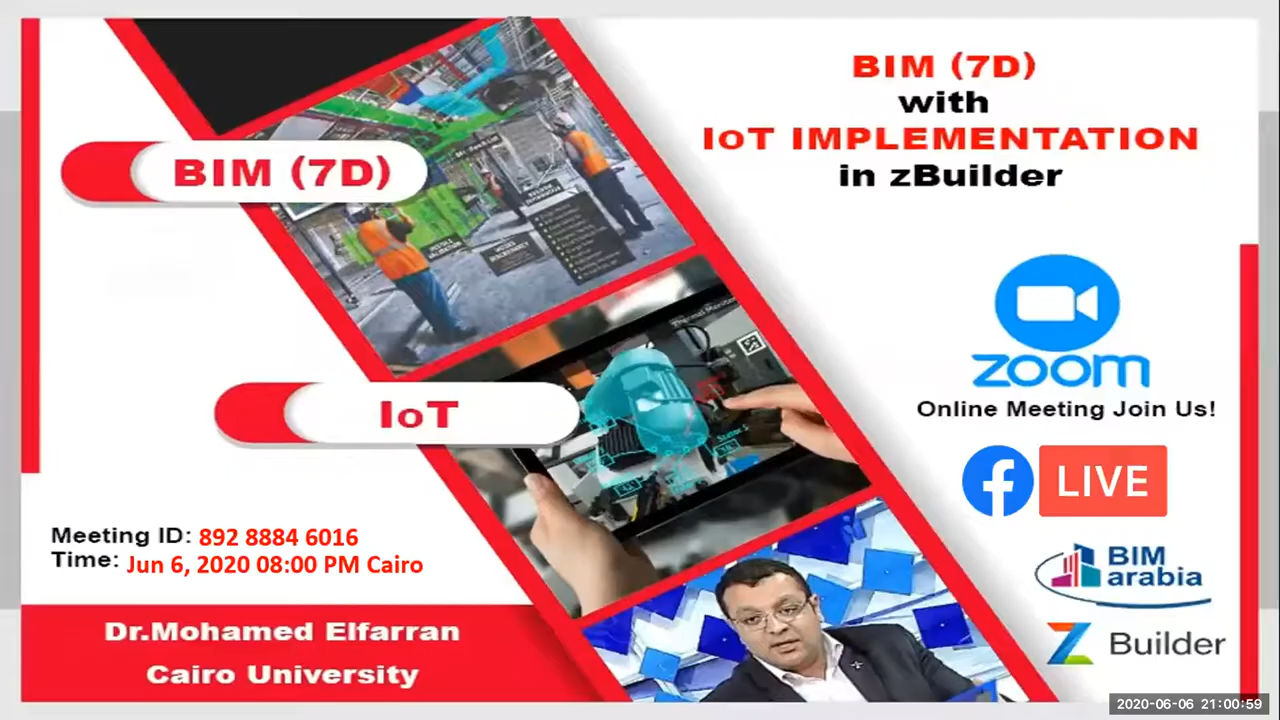 BIM (7D)
with
IoT IMPLEMENTATION
in zBuilder
BIM (7D)
IoT
zoom
Online Meeting Join Us!
LIVE
BIM
arabia
Builder
Meeting ID: 892 8884 6016
Time: Jun 6, 2020 08:00 PM Cairo
Dr.Mohamed Elfarran
Cairo University
2020-06-06 21:00:59